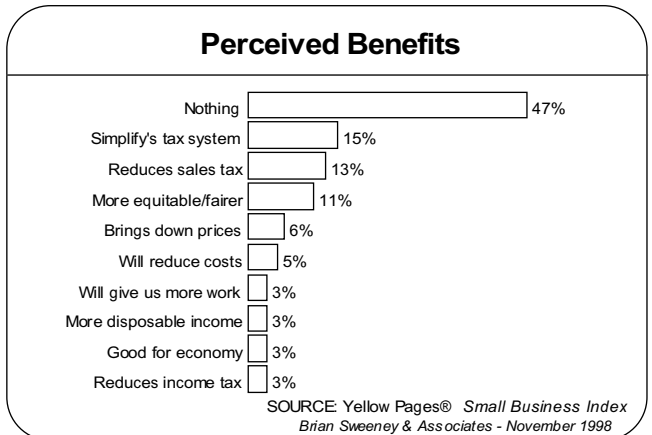 Perceived Benefits
Nothing 47%
Simplify's tax system 15%
Reduces sales tax 13%
More equitable/fairer 11%
Brings down prices 6%
Will reduce costs 5%
Will give us more work 3%
More disposable income 3%
Good for economy 3%
Reduces income tax 3%
SOURCE: Yellow Pages® Small Business Index
Brian Sweeney & Associates - November 1998